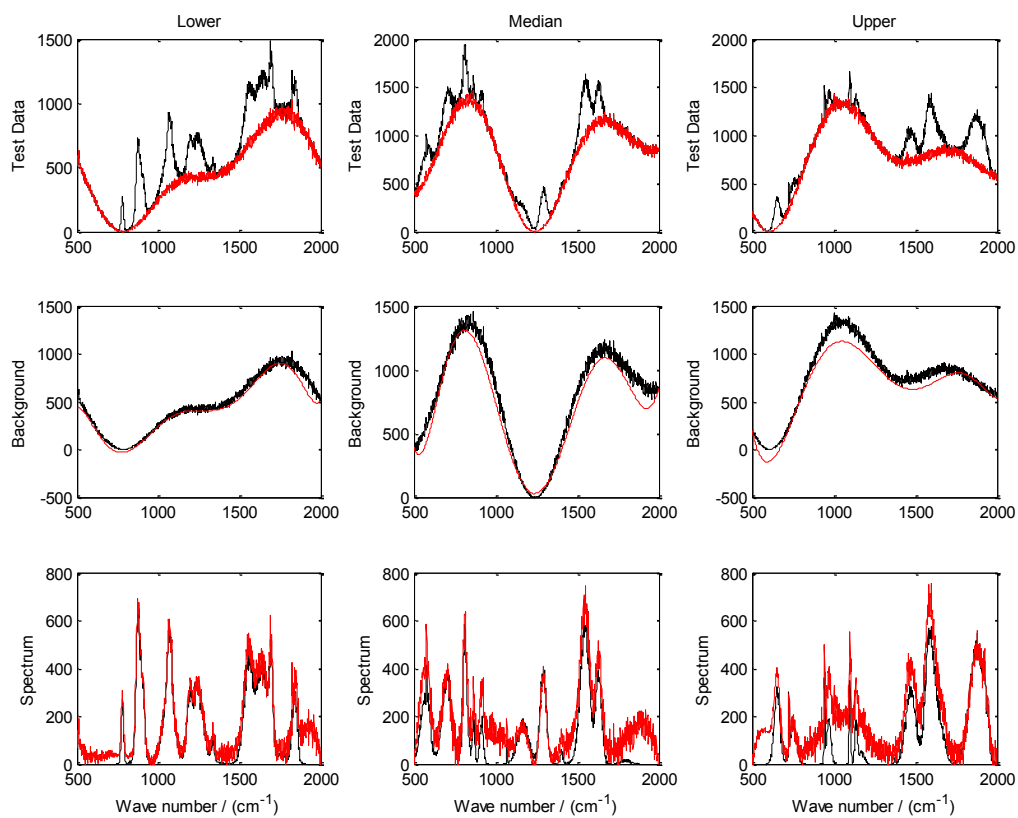 Lower Median Upper
1500 2000 2000
1000 1500 1500
1000 1000
500 500 500
0 0 0
Test Data Test Data Test Data
500 1000 1500 2000 500 1000 1500 2000 500 1000 1500 2000
1500 1500 1500
1000 1000 1000
500 500 500
0 0
-500 0 -500
Background Background Background
500 1000 1500 2000 500 1000 1500 2000 500 1000 1500 2000
800 800 800
600 600 600
400 400 400
200 200 200
0 0 0
Spectrum Spectrum Spectrum
500 1000 1500 2000 500 1000 1500 2000 500 1000 1500 2000
Wave number / (cm⁻¹) Wave number / (cm⁻¹) Wave number / (cm⁻¹)